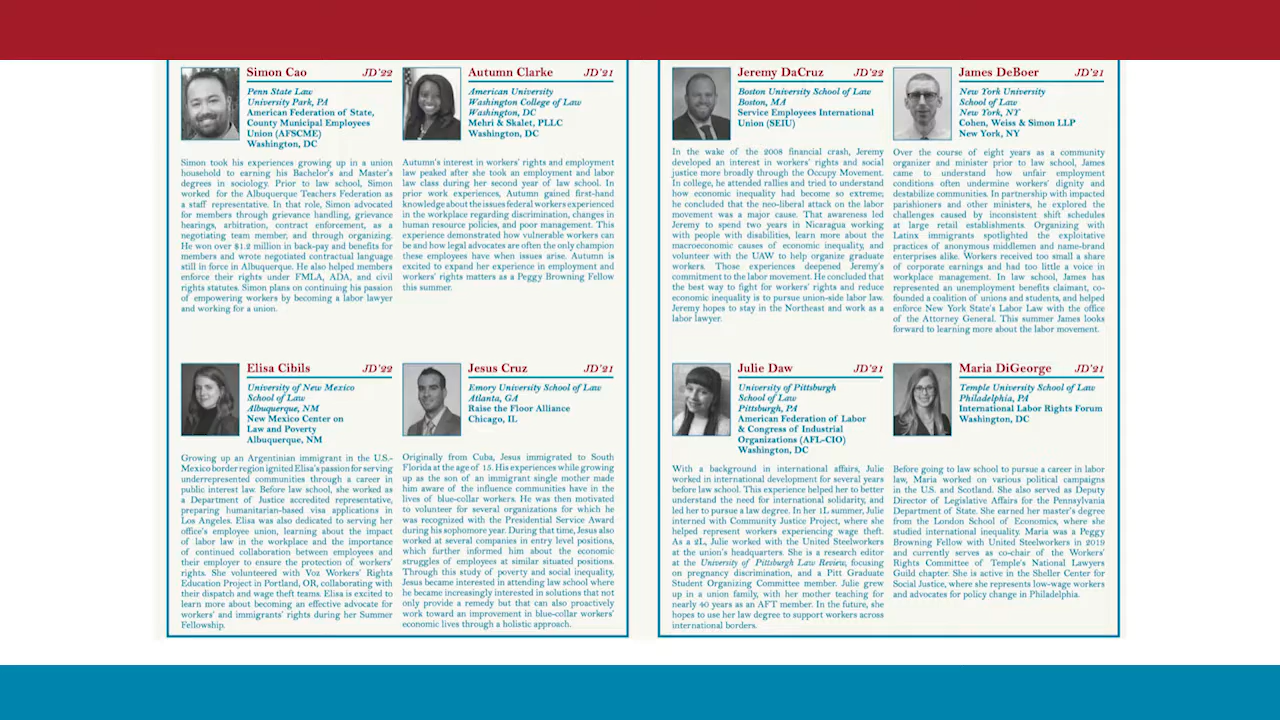 Simon Cao JD'22
Penn State Law
University Park, PA
American Federation of State,
County Municipal Employees
Union (AFSCME)
Washington, DC
Simon took his experiences growing up in a union
household to earning his Bachelor's and Master's
degrees in sociology. Prior to law school, Simon
worked for the Albuquerque Teachers Federation as
a staff representative. In that role, Simon advocated
for members through grievance handling, grievance
hearings, arbitration, contract enforcement, as a
negotiating team member, and through organizing.
He won over $1.2 million in back-pay and benefits for
members and wrote negotiated contractual language
still in force in Albuquerque. He also helped members
enforce their rights under FMLA, ADA, and civil
rights statutes. Simon plans on continuing his passion
of empowering workers by becoming a labor lawyer
and working for a union.
Autumn Clarke JD'21
American University
Washington College of Law
Washington, DC
Mehri & Skalet, PLLC
Washington, DC
Autumn's interest in workers' rights and employment
law peaked after she took an employment and labor
law class during her second year of law school. In
prior work experiences, Autumn gained first-hand
knowledge about the issues federal workers experienced
in the workplace regarding discrimination, changes in
human resource policies, and poor management. This
experience demonstrated how vulnerable workers can
be and how legal advocates are often the only champion
these employees have when issues arise. Autumn is
excited to expand her experience in employment and
workers' rights matters as a Peggy Browning Fellow
this summer.
Elisa Cibils JD'22
University of New Mexico
School of Law
Albuquerque, NM
New Mexico Center on
Law and Poverty
Albuquerque, NM
Growing up an Argentinian immigrant in the U.S.-
Mexico border region ignited Elisa's passion for serving
underrepresented communities through a career in
public interest law. Before law school, she worked as
a Department of Justice accredited representative,
preparing humanitarian-based visa applications in
Los Angeles. Elisa was also dedicated to serving her
office's employee union, learning about the impact
of labor law in the workplace and the importance
of continued collaboration between employees and
their employer to ensure the protection of workers'
rights. She volunteered with Voz Workers' Rights
Education Project in Portland, OR, collaborating with
their dispatch and wage theft teams. Elisa is excited to
learn more about becoming an effective advocate for
workers' and immigrants' rights during her Summer
Fellowship.
Jesus Cruz JD'21
Emory University School of Law
Atlanta, GA
Raise the Floor Alliance
Chicago, IL
Originally from Cuba, Jesus immigrated to South
Florida at the age of 15. His experiences while growing
up as the son of an immigrant single mother made
him aware of the influence communities have in the
lives of blue-collar workers. He was then motivated
to volunteer for several organizations for which he
was recognized with the Presidential Service Award
during his sophomore year. During that time, Jesus also
worked at several companies in entry level positions,
which further informed him about the economic
struggles of employees at similar situated positions.
Through this study of poverty and social inequality,
Jesus became interested in attending law school where
he became increasingly interested in solutions that not
only provide a remedy but that can also proactively
work toward an improvement in blue-collar workers'
economic lives through a holistic approach.
Jeremy DaCruz JD'22
Boston University School of Law
Boston, MA
Service Employees International
Union (SEIU)
In the wake of the 2008 financial crash, Jeremy
developed an interest in workers' rights and social
justice more broadly through the Occupy Movement.
In college, he attended rallies and tried to understand
how economic inequality had become so extreme;
he concluded that the neo-liberal attack on the labor
movement was a major cause. That awareness led
Jeremy to spend two years in Nicaragua working
with people with disabilities, learn more about the
macroeconomic causes of economic inequality, and
volunteer with the UAW to help organize graduate
workers. Those experiences deepened Jeremy's
commitment to the labor movement. He concluded that
the best way to fight for workers' rights and reduce
economic inequality is to pursue union-side labor law.
Jeremy hopes to stay in the Northeast and work as a
labor lawyer.
James DeBoer JD'21
New York University
School of Law
New York, NY
Cohen, Weiss & Simon LLP
New York, NY
Over the course of eight years as a community
organizer and minister prior to law school, James
came to understand how unfair employment
conditions often undermine workers' dignity and
destabilize communities. In partnership with impacted
parishioners and other ministers, he explored the
challenges caused by inconsistent shift schedules
at large retail establishments. Organizing with
Latinx immigrants spotlighted the exploitative
practices of anonymous middlemen and name-brand
enterprises alike. Workers received too small a share
of corporate earnings and had too little a voice in
workplace management. In law school, James has
represented an unemployment benefits claimant, co-
founded a coalition of unions and students, and helped
enforce New York State's Labor Law with the office
of the Attorney General. This summer James looks
forward to learning more about the labor movement.
Julie Daw JD'21
University of Pittsburgh
School of Law
Pittsburgh, PA
American Federation of Labor
& Congress of Industrial
Organizations (AFL-CIO)
Washington, DC
With a background in international affairs, Julie
worked in international development for several years
before law school. This experience helped her to better
understand the need for international solidarity, and
led her to pursue a law degree. In her 1L summer, Julie
interned with Community Justice Project, where she
helped represent workers experiencing wage theft.
As a 2L, Julie worked with the United Steelworkers
at the union's headquarters. She is a research editor
at the University of Pittsburgh Law Review, focusing
on pregnancy discrimination, and a Pitt Graduate
Student Organizing Committee member. Julie grew
up in a union family, with her mother teaching for
nearly 40 years as an AFT member. In the future, she
hopes to use her law degree to support workers across
international borders.
Maria DiGeorge JD'21
Temple University School of Law
Philadelphia, PA
International Labor Rights Forum
Washington, DC
Before going to law school to pursue a career in labor
law, Maria worked on various political campaigns
in the U.S. and Scotland. She also served as Deputy
Director of Legislative Affairs for the Pennsylvania
Department of State. She earned her master's degree
from the London School of Economics, where she
studied international inequality. Maria was a Peggy
Browning Fellow with United Steelworkers in 2019
and currently serves as co-chair of the Workers'
Rights Committee of Temple's National Lawyers
Guild chapter. She is active in the Sheller Center for
Social Justice, where she represents low-wage workers
and advocates for policy change in Philadelphia.